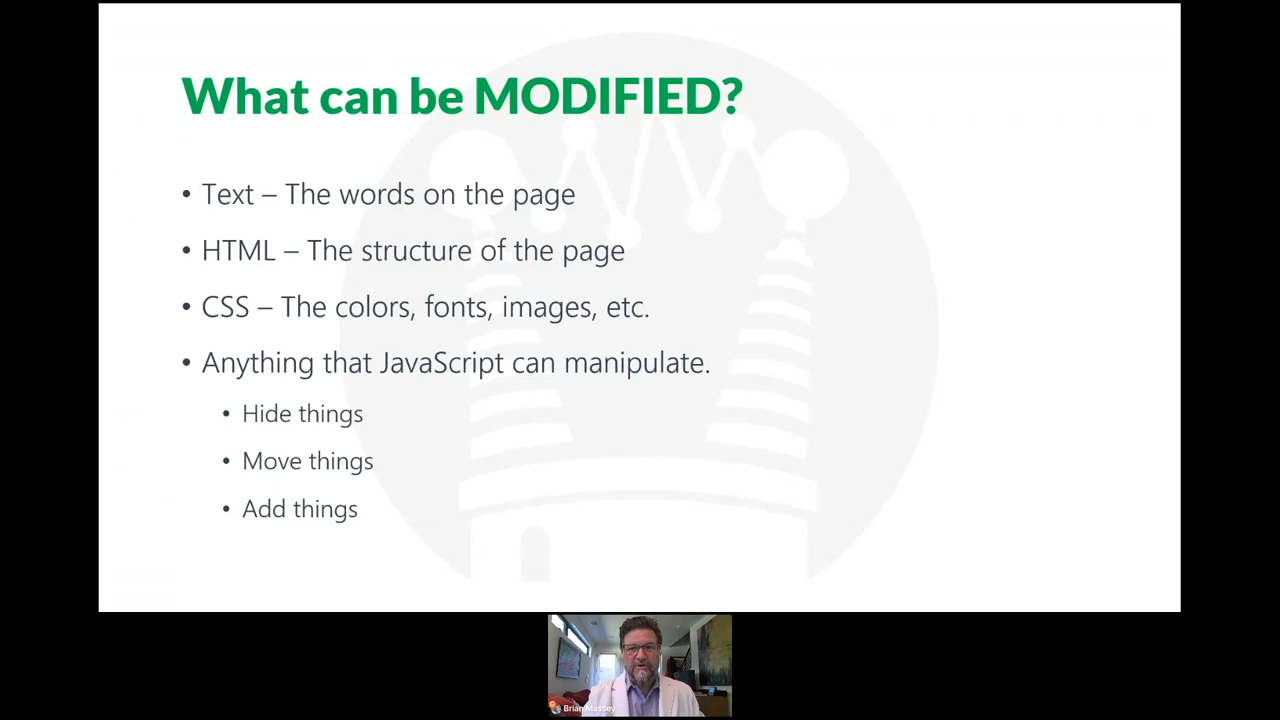 What can be MODIFIED?
• Text – The words on the page
• HTML – The structure of the page
• CSS – The colors, fonts, images, etc.
• Anything that JavaScript can manipulate.
• Hide things
• Move things
• Add things
Brian Massey